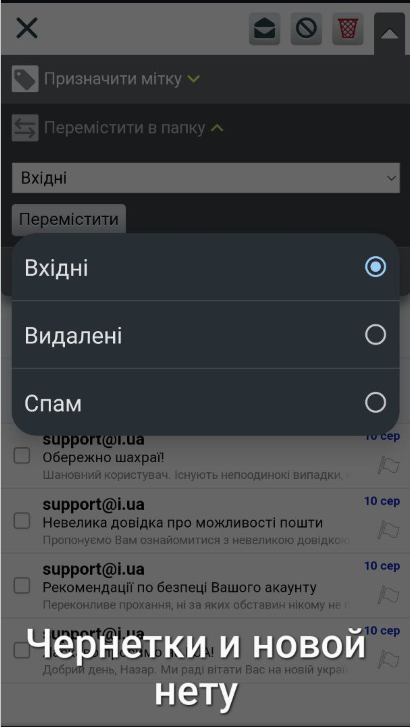 Призначити мітку
Перемістити в папку
Вхідні
Перемістити
Вхідні
Видалені
Спам
support@i.ua
10 сер
Обережно шахраї!
Шановний користувач. Існують непоодинокі випадки,
support@i.ua
10 сер
Невелика довідка про можливості пошти
Пропонуємо Вам ознайомитися з невеликою довідкою
support@i.ua
10 сер
Рекомендації по безпеці Вашого акаунту
Переконливе прохання, ні за яких обставин нікому не
support@i.ua
10 сер
Добрий день, Назар. Ми раді вітати Вас на новій украї
Чернетки и новой
нету